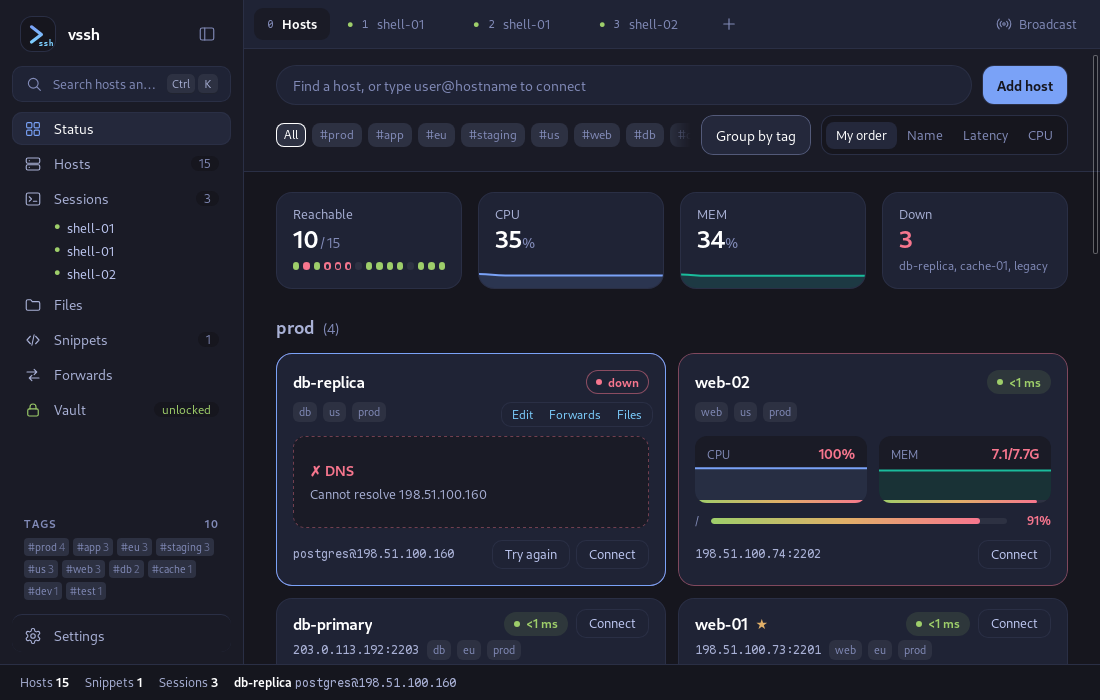 ssh
vssh
Search hosts an... Ctrl K
Status
Hosts 15
Sessions 3
shell-01
shell-01
shell-02
Files
Snippets 1
Forwards
Vault unlocked
TAGS 10
#prod 4 #app 3 #eu 3 #staging 3
#us 3 #web 3 #db 2 #cache 1
#dev 1 #test 1
Settings
0 Hosts 1 shell-01 2 shell-01 3 shell-02 + Broadcast
Find a host, or type user@hostname to connect Add host
All #prod #app #eu #staging #us #web #db Group by tag My order Name Latency CPU
Reachable
10 / 15
CPU
35%
MEM
34%
Down
3
db-replica, cache-01, legacy
prod (4)
db-replica down
db us prod Edit Forwards Files
✗ DNS
Cannot resolve 198.51.100.160
postgres@198.51.100.160 Try again Connect
web-02 <1 ms
web us prod
CPU 100% MEM 7.1/7.7G
/ 91%
198.51.100.74:2202 Connect
db-primary <1 ms Connect
203.0.113.192:2203 db eu prod
web-01 ★ <1 ms Connect
198.51.100.73:2201 web eu prod
Hosts 15 Snippets 1 Sessions 3 db-replica postgres@198.51.100.160